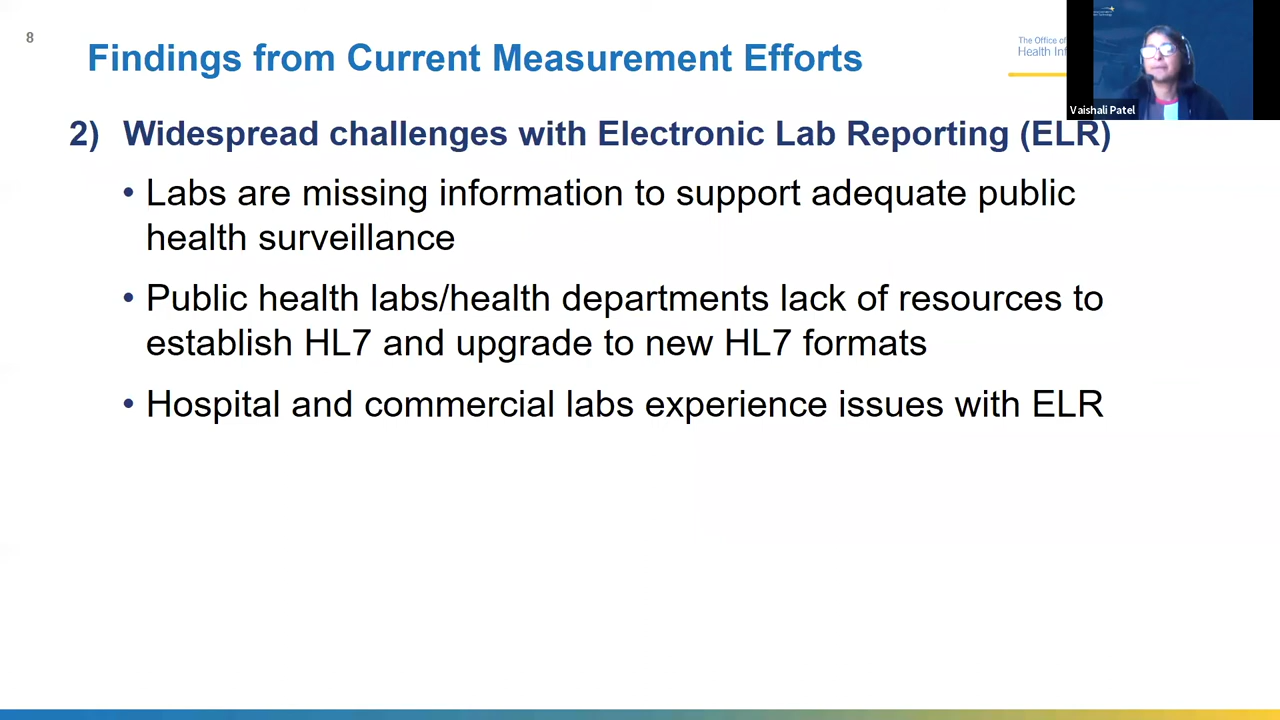 8
Findings from Current Measurement Efforts
The Office of
Health Inf
Vaishali Patel
2) Widespread challenges with Electronic Lab Reporting (ELR)
• Labs are missing information to support adequate public
health surveillance
• Public health labs/health departments lack of resources to
establish HL7 and upgrade to new HL7 formats
• Hospital and commercial labs experience issues with ELR